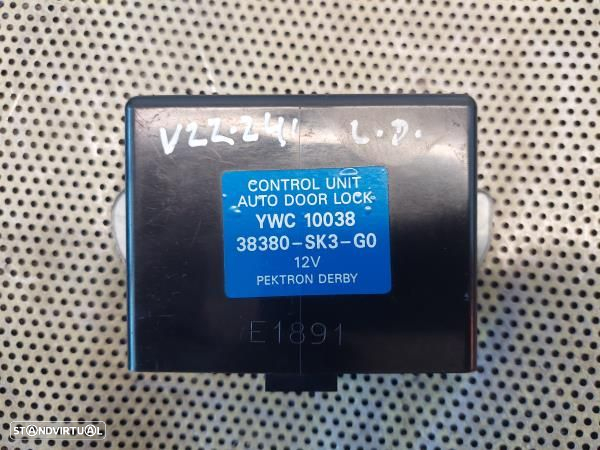 V22.241 L.D.
CONTROL UNIT
AUTO DOOR LOCK
YWC 10038
38380-SK3-G0
12V
PEKTRON DERBY
E1891
STANDVIRTUAL